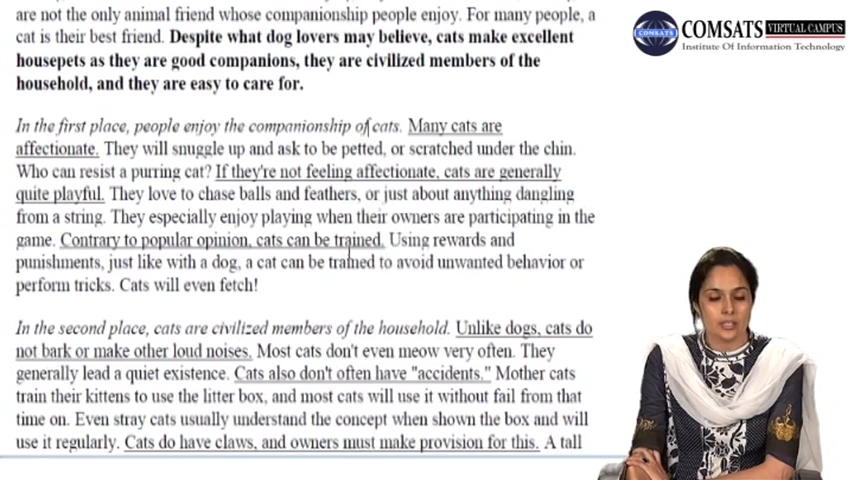 are not the only animal friend whose companionship people enjoy. For many people, a
cat is their best friend. Despite what dog lovers may believe, cats make excellent
housepets as they are good companions, they are civilized members of the
household, and they are easy to care for.
In the first place, people enjoy the companionship of cats. Many cats are
affectionate. They will snuggle up and ask to be petted, or scratched under the chin.
Who can resist a purring cat? If they're not feeling affectionate, cats are generally
quite playful. They love to chase balls and feathers, or just about anything dangling
from a string. They especially enjoy playing when their owners are participating in the
game. Contrary to popular opinion, cats can be trained. Using rewards and
punishments, just like with a dog, a cat can be trained to avoid unwanted behavior or
perform tricks. Cats will even fetch!
In the second place, cats are civilized members of the household. Unlike dogs, cats do
not bark or make other loud noises. Most cats don't even meow very often. They
generally lead a quiet existence. Cats also don't often have "accidents." Mother cats
train their kittens to use the litter box, and most cats will use it without fail from that
time on. Even stray cats usually understand the concept when shown the box and will
use it regularly. Cats do have claws, and owners must make provision for this. A tall
COMSATS
COMSATS VIRTUAL CAMPUS
Institute Of Information Technology